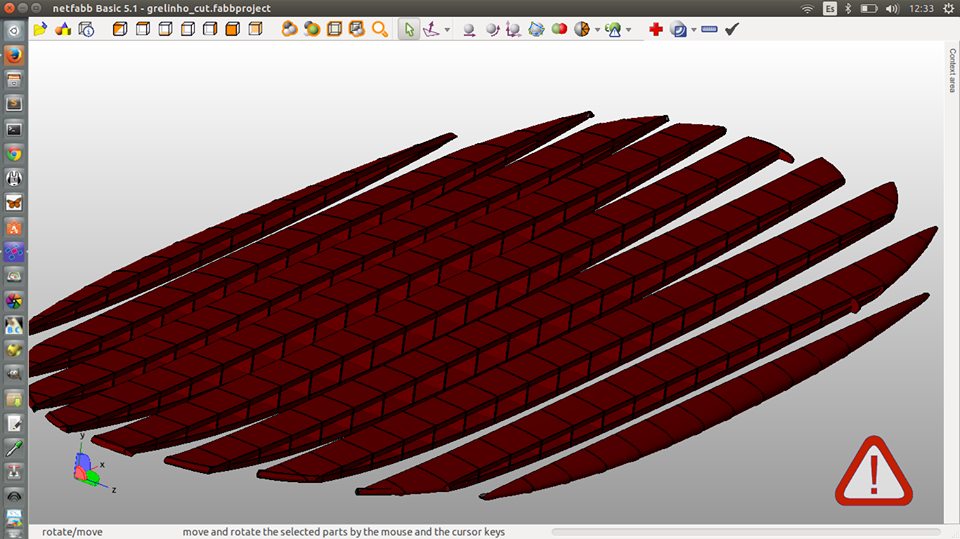 netfabb Basic 5.1 - grelinho_cut.fabbproject
Es
12:33
Context area
y
x
z
rotate/move
move and rotate the selected parts by the mouse and the cursor keys